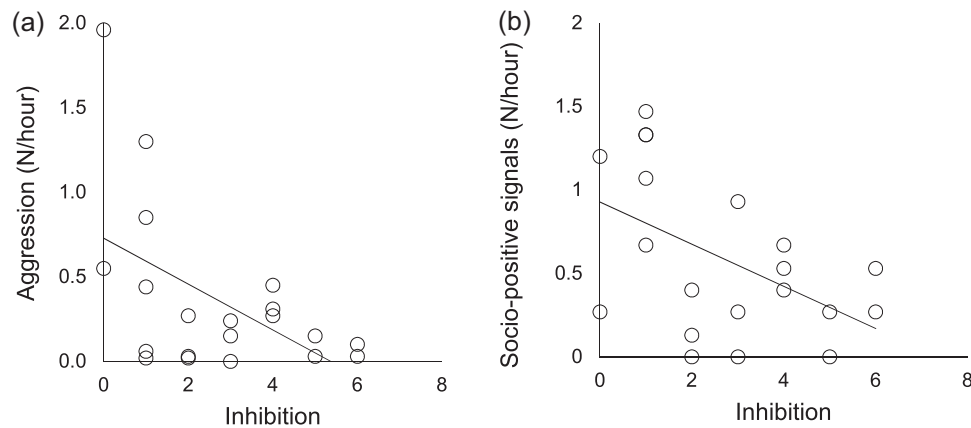 (a)
Aggression (N/hour)
2.0
1.5
1.0
0.5
0.0
0 2 4 6 8
Inhibition
(b)
Socio-positive signals (N/hour)
2
1.5
1
0.5
0
0 2 4 6 8
Inhibition